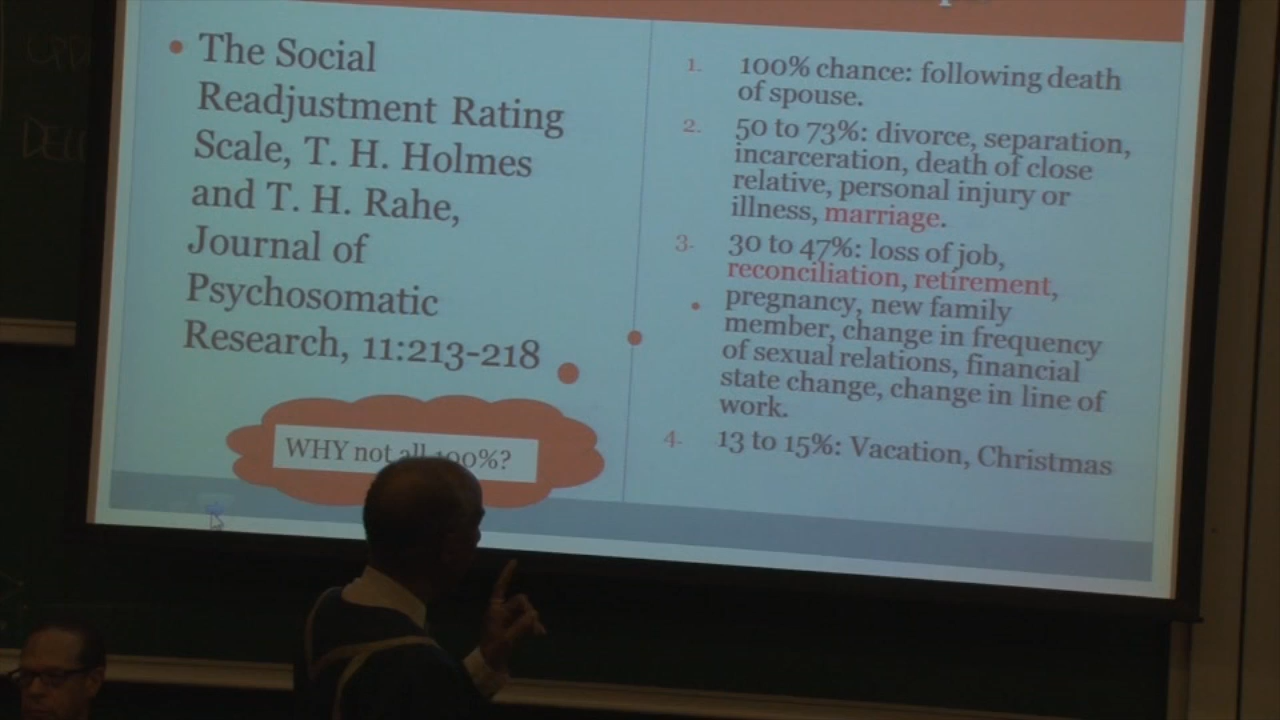 • The Social
Readjustment Rating
Scale, T. H. Holmes
and T. H. Rahe,
Journal of
Psychosomatic
Research, 11:213-218
WHY not all 100%?
1. 100% chance: following death
of spouse.
2. 50 to 73%: divorce, separation,
incarceration, death of close
relative, personal injury or
illness, marriage.
3. 30 to 47%: loss of job,
reconciliation, retirement,
• pregnancy, new family
member, change in frequency
of sexual relations, financial
state change, change in line of
work.
4. 13 to 15%: Vacation, Christmas